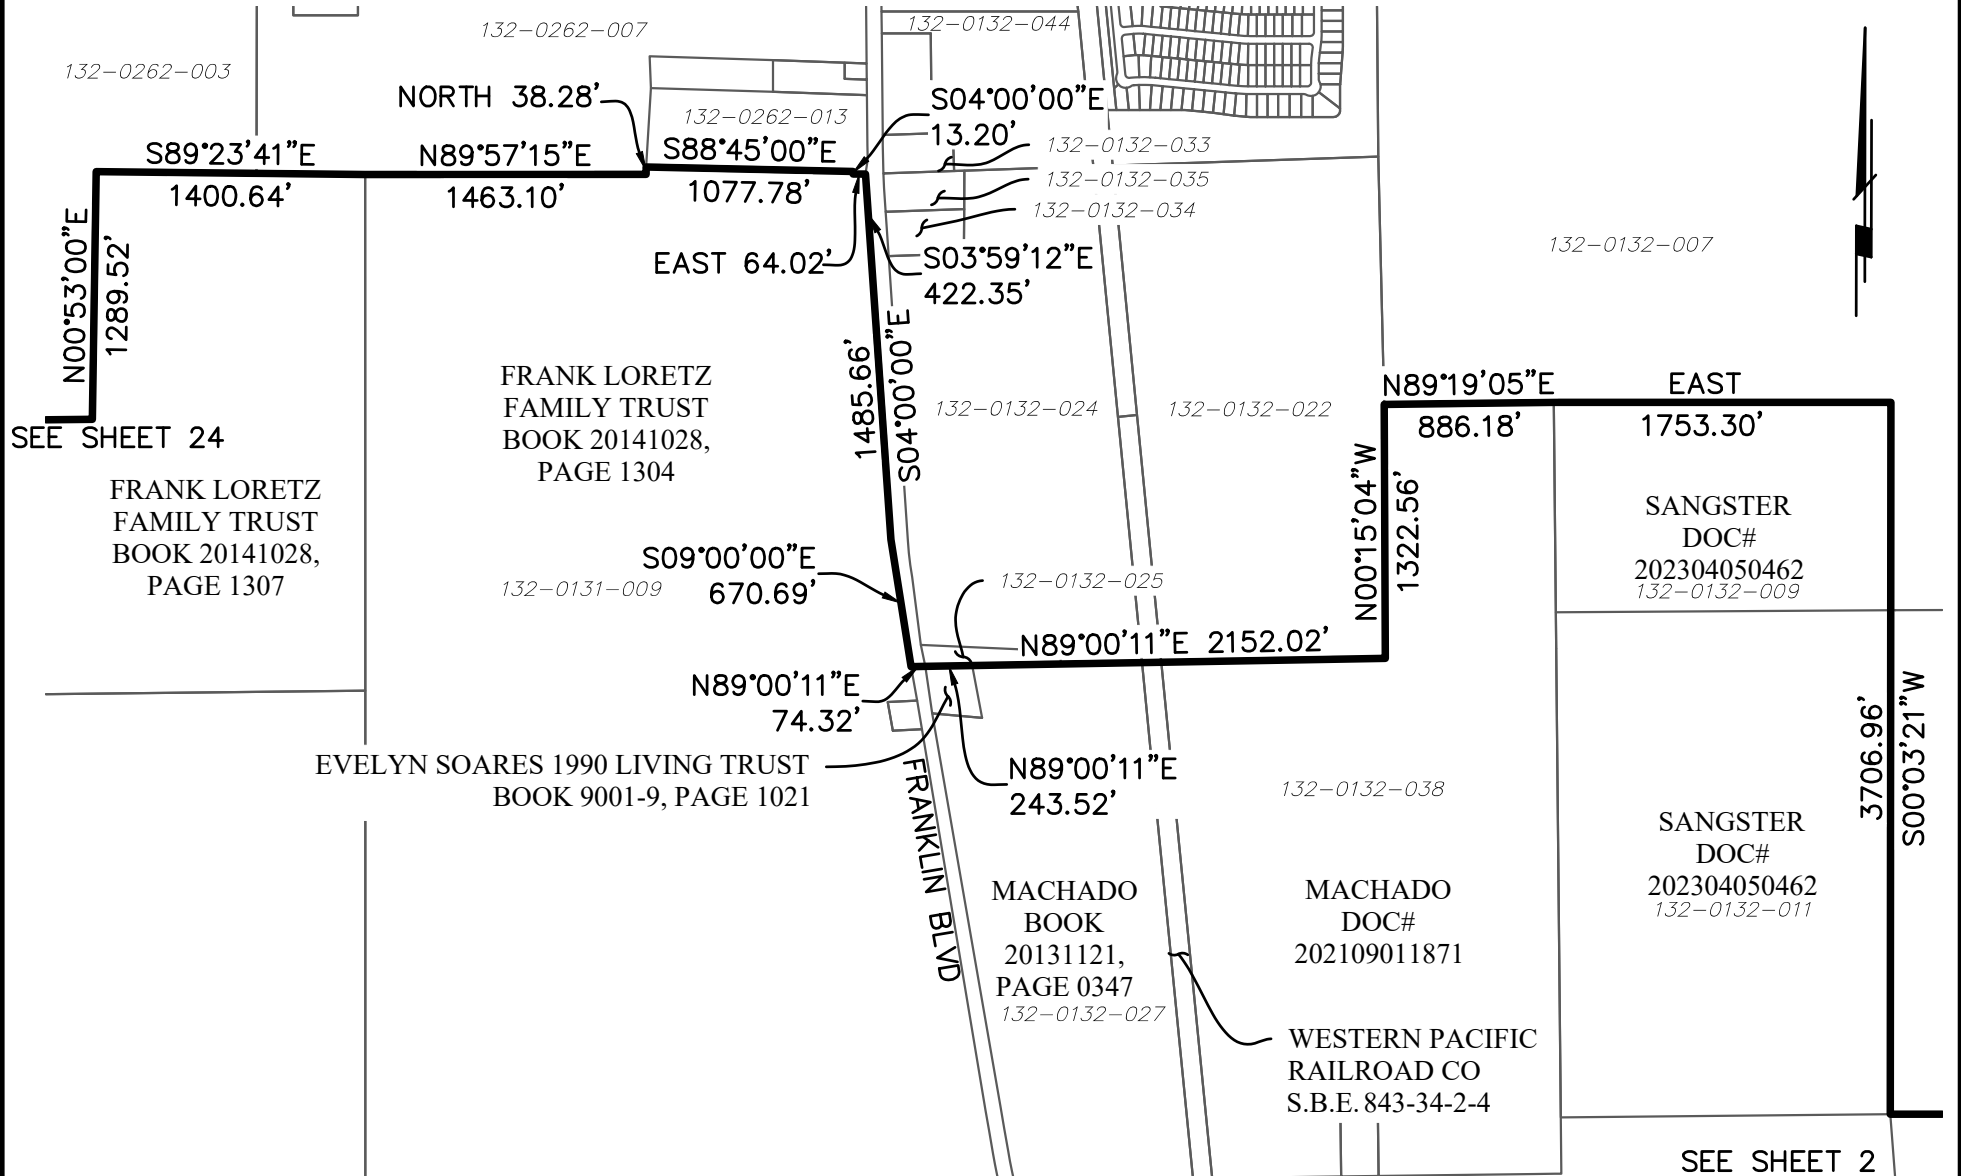 132-0262-007
132-0132-044
132-0262-003
NORTH 38.28'
132-0262-013
S04°00'00"E
13.20'
132-0132-033
S89°23'41"E
1400.64'
N89°57'15"E
1463.10'
S88°45'00"E
1077.78'
132-0132-035
132-0132-034
132-0132-007
N00°53'00"E
1289.52'
EAST 64.02'
S03°59'12"E
422.35'
SEE SHEET 24
FRANK LORETZ
FAMILY TRUST
BOOK 20141028,
PAGE 1304
1485.66'
S04°00'00"E
132-0132-024
132-0132-022
N89°19'05"E
886.18'
EAST
1753.30'
FRANK LORETZ
FAMILY TRUST
BOOK 20141028,
PAGE 1307
N00°15'04"W
1322.56'
SANGSTER
DOC#
202304050462
132-0132-009
S09°00'00"E
670.69'
132-0131-009
132-0132-025
N89°00'11"E 2152.02'
N89°00'11"E
74.32'
EVELYN SOARES 1990 LIVING TRUST
BOOK 9001-9, PAGE 1021
N89°00'11"E
243.52'
132-0132-038
3706.96'
S00°03'21"W
SANGSTER
DOC#
202304050462
132-0132-011
FRANKLIN BLVD
MACHADO
BOOK
20131121,
PAGE 0347
132-0132-027
MACHADO
DOC#
202109011871
WESTERN PACIFIC
RAILROAD CO
S.B.E. 843-34-2-4
SEE SHEET 2